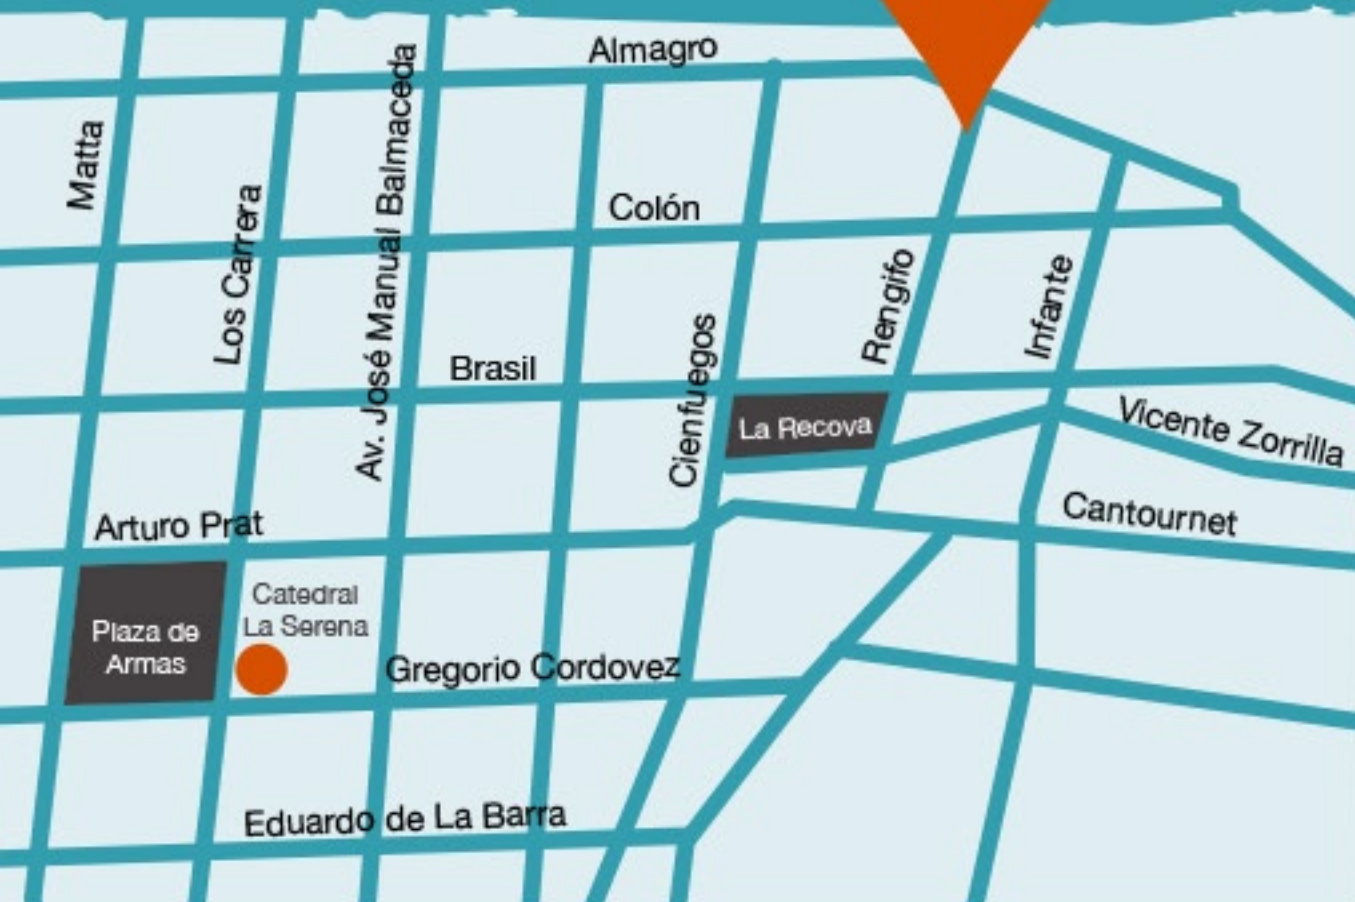 Almagro
Matta
Los Carrera
Av. José Manual Balmaceda
Colón
Cienfuegos
Rengifo
Infante
Brasil
La Recova
Vicente Zorrilla
Cantournet
Arturo Prat
Plaza de
Armas
Catedral
La Serena
Gregorio Cordovez
Eduardo de La Barra